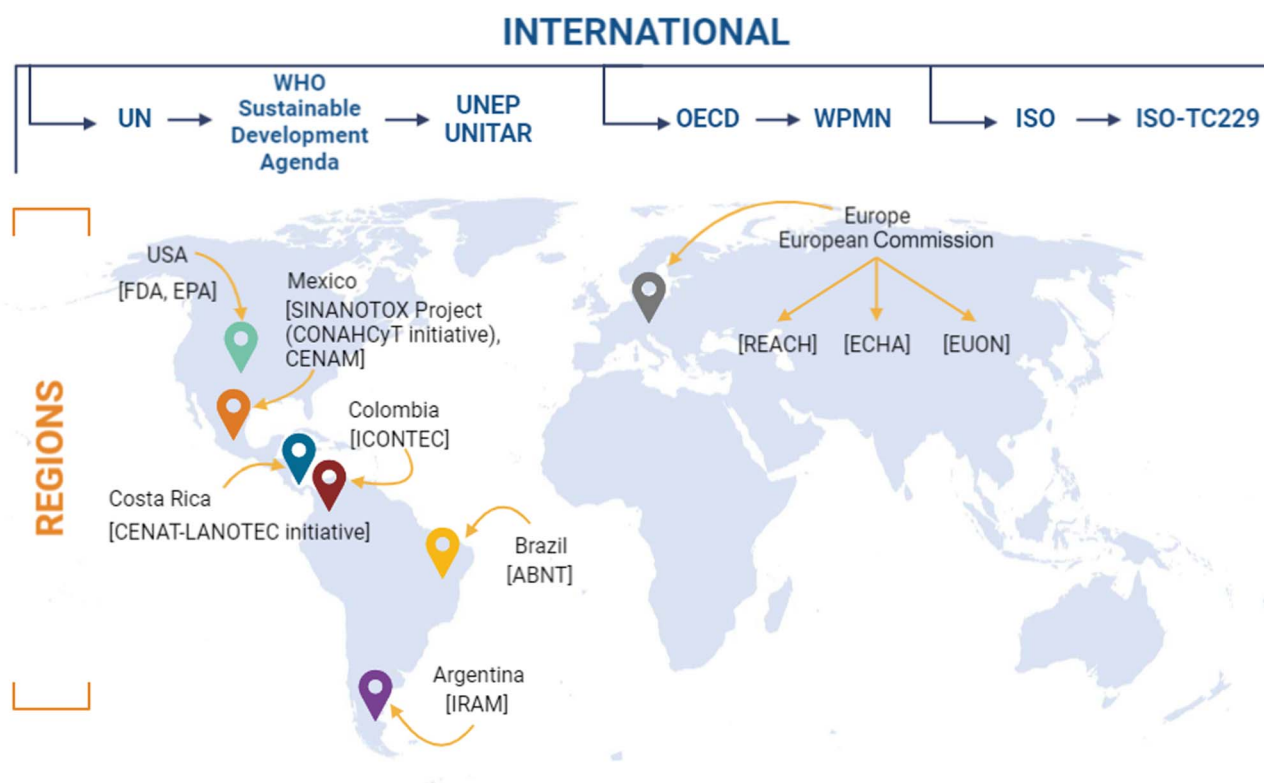 INTERNATIONAL
UN
WHO
Sustainable
Development
Agenda
UNEP
UNITAR
OECD
WPMN
ISO
ISO-TC229
REGIONS
USA
[FDA, EPA]
Mexico
[SINANOTOX Project
(CONAHCyT initiative),
CENAM]
Colombia
[ICONTEC]
Costa Rica
[CENAT-LANOTEC initiative]
Brazil
[ABNT]
Argentina
[IRAM]
Europe
European Commission
[REACH]
[ECHA]
[EUON]